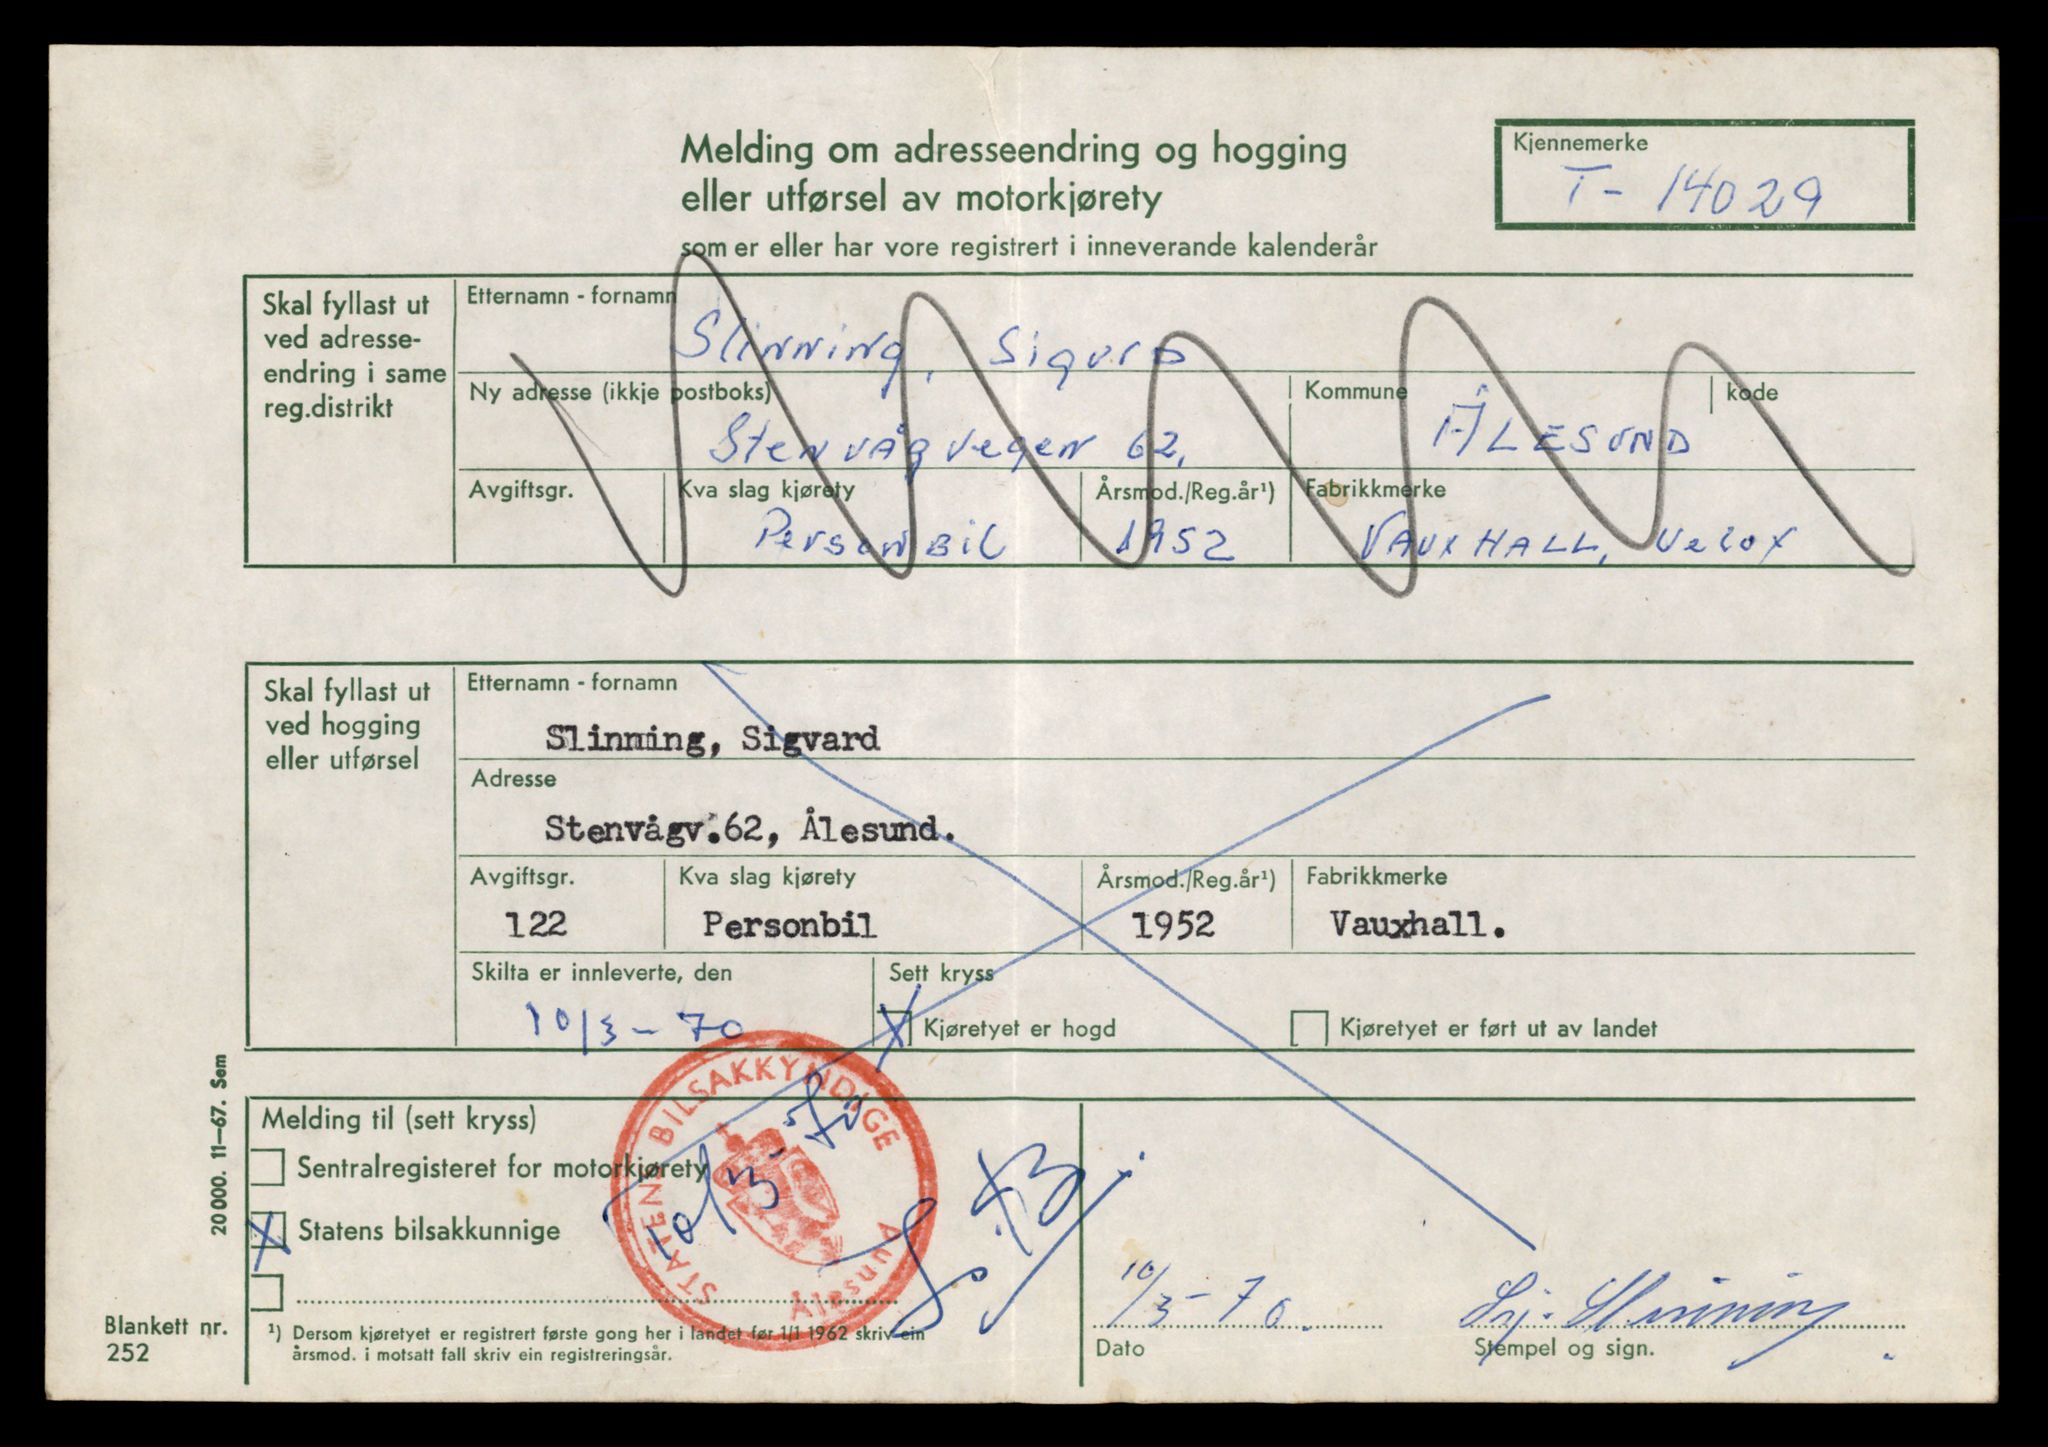 Melding om adresseendring og hogging
eller utførsel av motorkjørety
som er eller har vore registrert i inneverande kalenderår
Kjennemerke
T- 14029
Skal fyllast ut
ved adresse-
endring i same
reg.distrikt
Etternamn - fornamn
Slinning, Sigurd
Ny adresse (ikkje postboks)
Stenvågvegen 62,
Kommune
ÅLESUND
kode
Avgiftsgr.
Kva slag kjørety
Personbil
Årsmod./Reg.år¹)
1952
Fabrikkmerke
VAUXHALL, Velox
Skal fyllast ut
ved hogging
eller utførsel
Etternamn - fornamn
Slinning, Sigvard
Adresse
Stenvågv.62, Ålesund.
Avgiftsgr.
122
Kva slag kjørety
Personbil
Årsmod./Reg.år¹)
1952
Fabrikkmerke
Vauxhall.
Skilta er innleverte, den
10/3-70
Sett kryss
X Kjøretyet er hogd
Kjøretyet er ført ut av landet
Melding til (sett kryss)
Sentralregisteret for motorkjørety
X Statens bilsakkunnige
STATENS BILSAKKYNDIGE
Ålesund
10/3-70
10/3-70.
Slinning
Dato
Stempel og sign.
¹) Dersom kjøretyet er registrert første gong her i landet før 1/1 1962 skriv ein
årsmod. i motsatt fall skriv ein registreringsår.
Blankett nr.
252
20000. 11-67. Sem